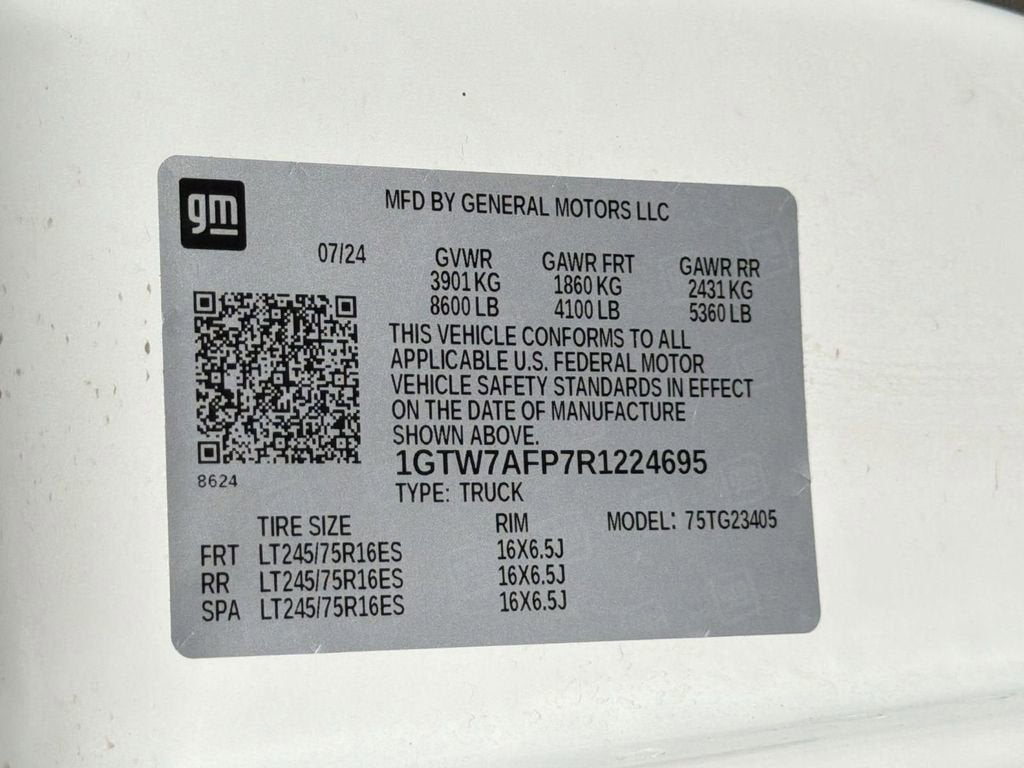 gm
MFD BY GENERAL MOTORS LLC
07/24
GVWR GAWR FRT GAWR RR
3901 KG 1860 KG 2431 KG
8600 LB 4100 LB 5360 LB
THIS VEHICLE CONFORMS TO ALL
APPLICABLE U.S. FEDERAL MOTOR
VEHICLE SAFETY STANDARDS IN EFFECT
ON THE DATE OF MANUFACTURE
SHOWN ABOVE.
8624
1GTW7AFP7R1224695
TYPE: TRUCK
TIRE SIZE RIM MODEL: 75TG23405
FRT LT245/75R16ES 16X6.5J
RR LT245/75R16ES 16X6.5J
SPA LT245/75R16ES 16X6.5J